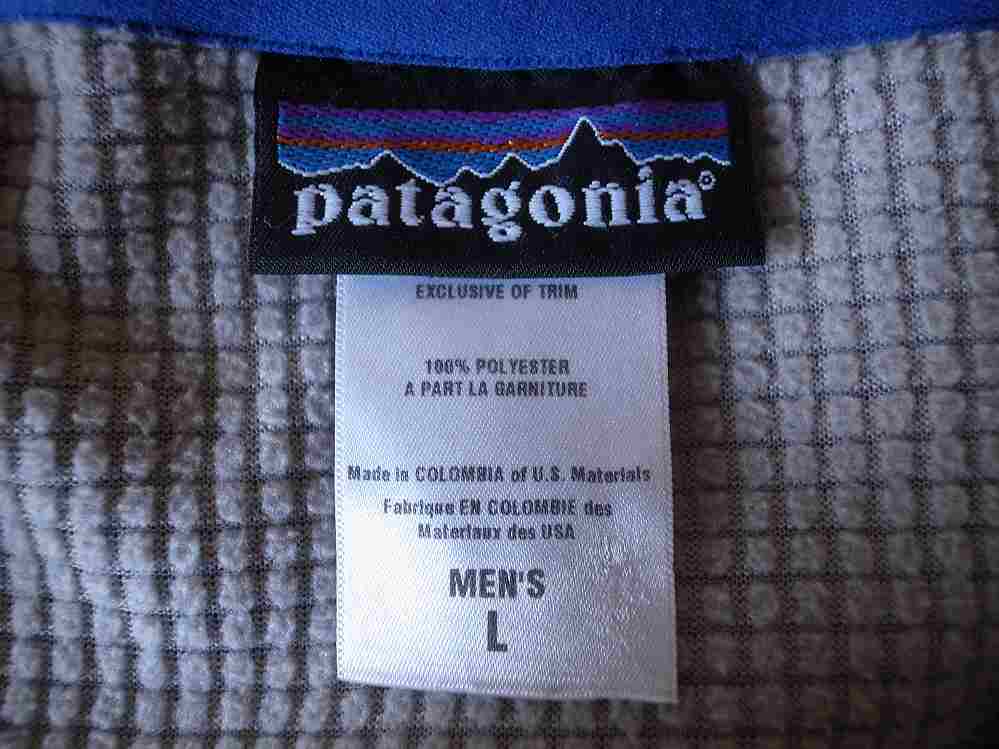 patagonia®
EXCLUSIVE OF TRIM
100% POLYESTER
A PART LA GARNITURE
Made in COLOMBIA of U.S. Materials
Fabrique EN COLOMBIE des
Materiaux des USA
MEN'S
L